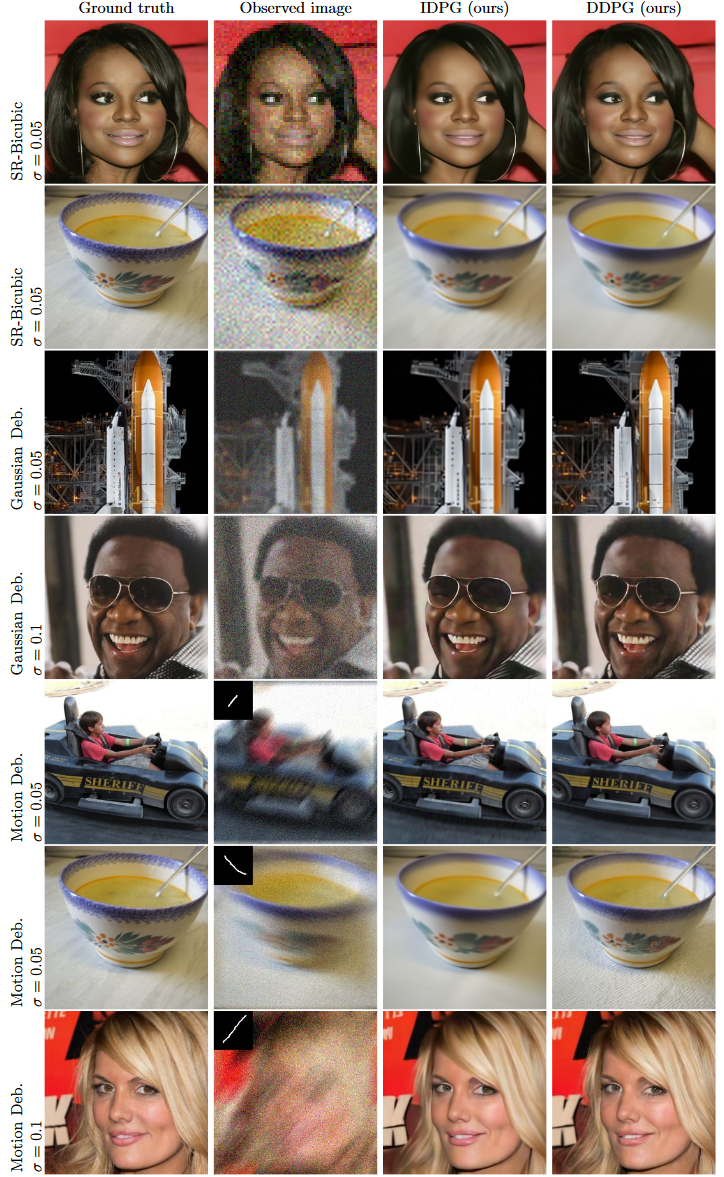 Ground truth Observed image IDPG (ours) DDPG (ours)
SR-Bicubic
σ = 0.05
SR-Bicubic
σ = 0.05
Gaussian Deb.
σ = 0.05
Gaussian Deb.
σ = 0.1
Motion Deb.
σ = 0.05
SHERIFF SHERIFF SHERIFF
Motion Deb.
σ = 0.05
Motion Deb.
σ = 0.1